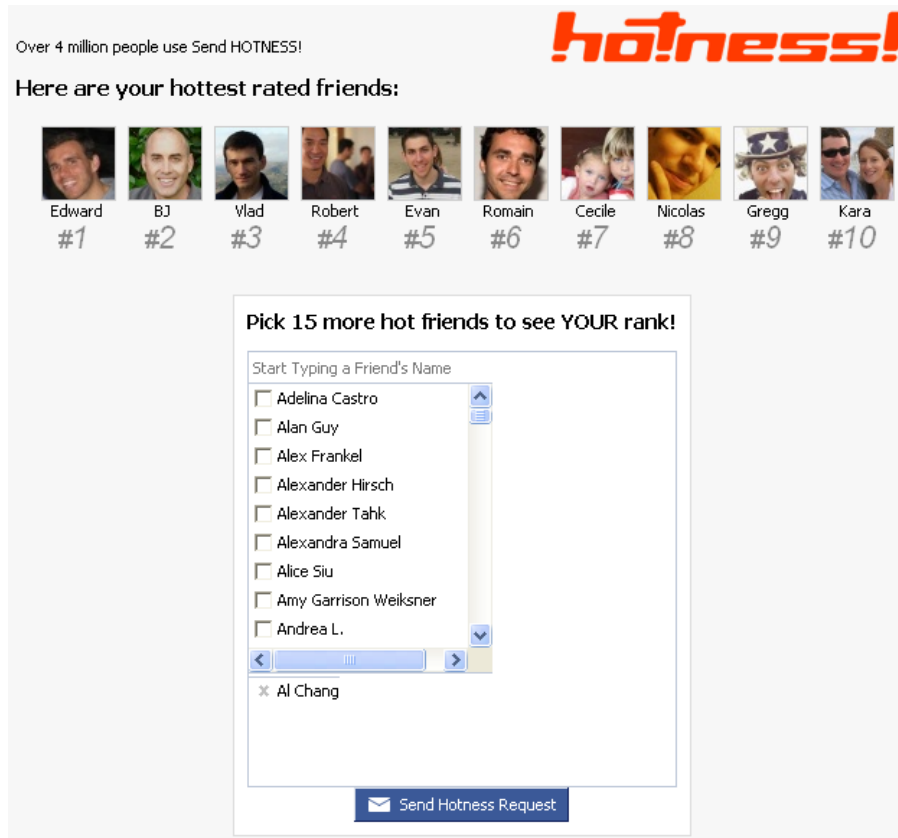 hotness!
Over 4 million people use Send HOTNESS!
Here are your hottest rated friends:
Edward BJ Vlad Robert Evan Romain Cecile Nicolas Gregg Kara
#1 #2 #3 #4 #5 #6 #7 #8 #9 #10
Pick 15 more hot friends to see YOUR rank!
Start Typing a Friend's Name
Adelina Castro
Alan Guy
Alex Frankel
Alexander Hirsch
Alexander Tahk
Alexandra Samuel
Alice Siu
Amy Garrison Weiksner
Andrea L.
Al Chang
Send Hotness Request